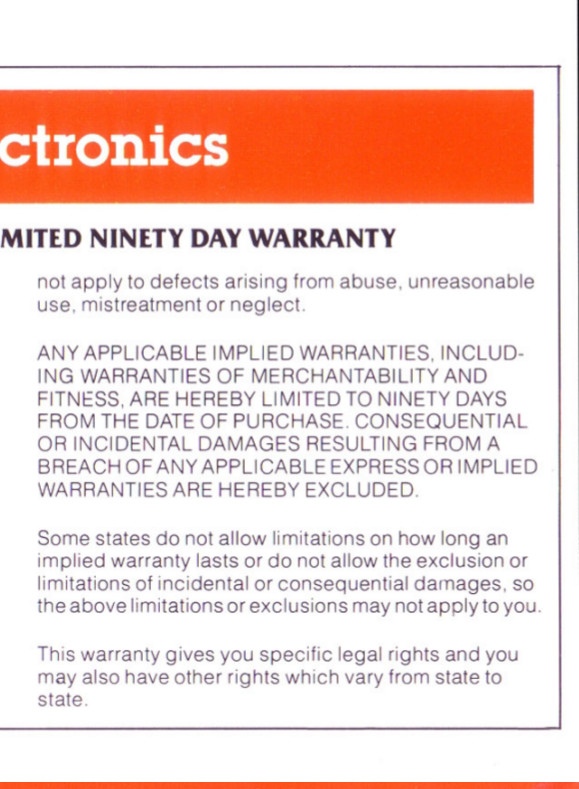 ctronics
MITED NINETY DAY WARRANTY
not apply to defects arising from abuse, unreasonable
use, mistreatment or neglect.
ANY APPLICABLE IMPLIED WARRANTIES, INCLUD-
ING WARRANTIES OF MERCHANTABILITY AND
FITNESS, ARE HEREBY LIMITED TO NINETY DAYS
FROM THE DATE OF PURCHASE. CONSEQUENTIAL
OR INCIDENTAL DAMAGES RESULTING FROM A
BREACH OF ANY APPLICABLE EXPRESS OR IMPLIED
WARRANTIES ARE HEREBY EXCLUDED.
Some states do not allow limitations on how long an
implied warranty lasts or do not allow the exclusion or
limitations of incidental or consequential damages, so
the above limitations or exclusions may not apply to you.
This warranty gives you specific legal rights and you
may also have other rights which vary from state to
state.